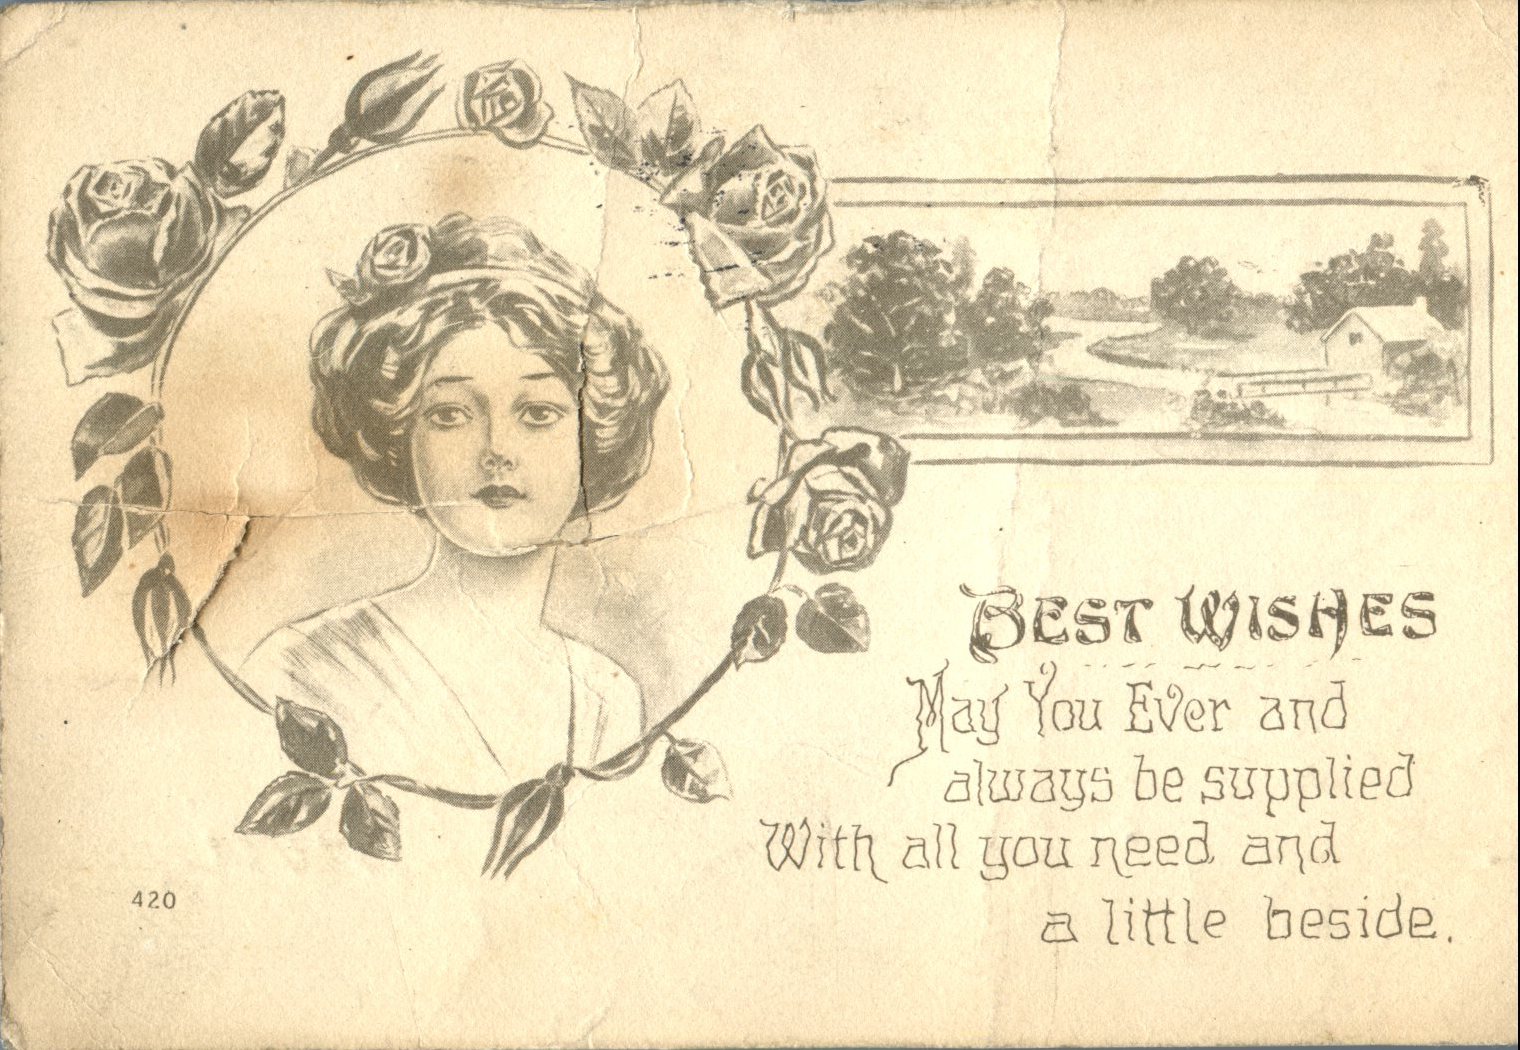 BEST WISHES
May You Ever and
always be supplied
With all you need and
a little beside.
420